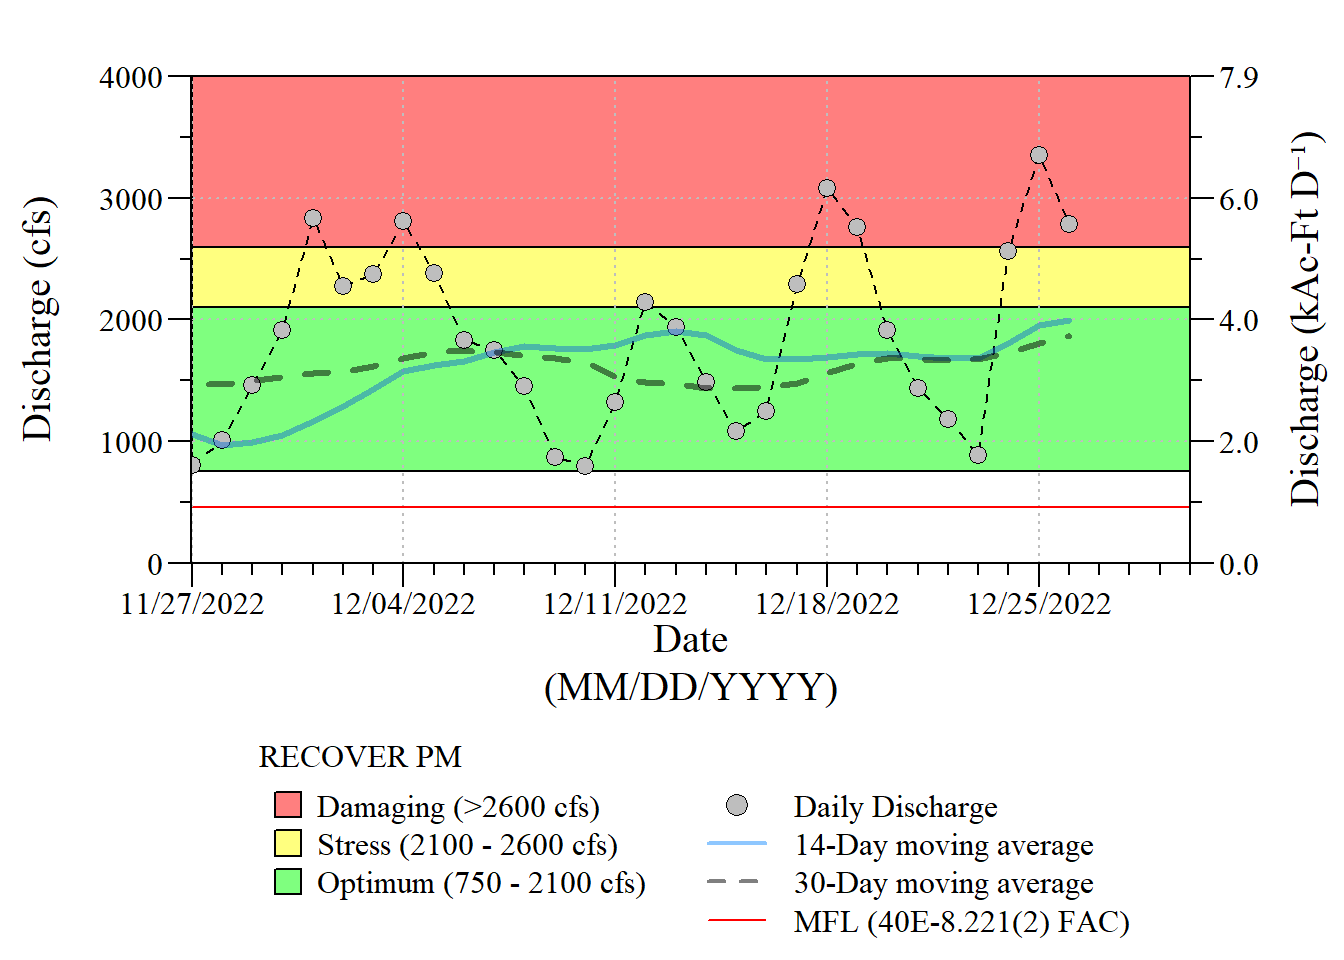 4000
3000
2000
1000
0
7.9
6.0
4.0
2.0
0.0
Discharge (cfs)
Discharge (kAc-Ft D⁻¹)
11/27/2022 12/04/2022 12/11/2022 12/18/2022 12/25/2022
Date
(MM/DD/YYYY)
RECOVER PM
Damaging (>2600 cfs)
Stress (2100 - 2600 cfs)
Optimum (750 - 2100 cfs)
Daily Discharge
14-Day moving average
30-Day moving average
MFL (40E-8.221(2) FAC)